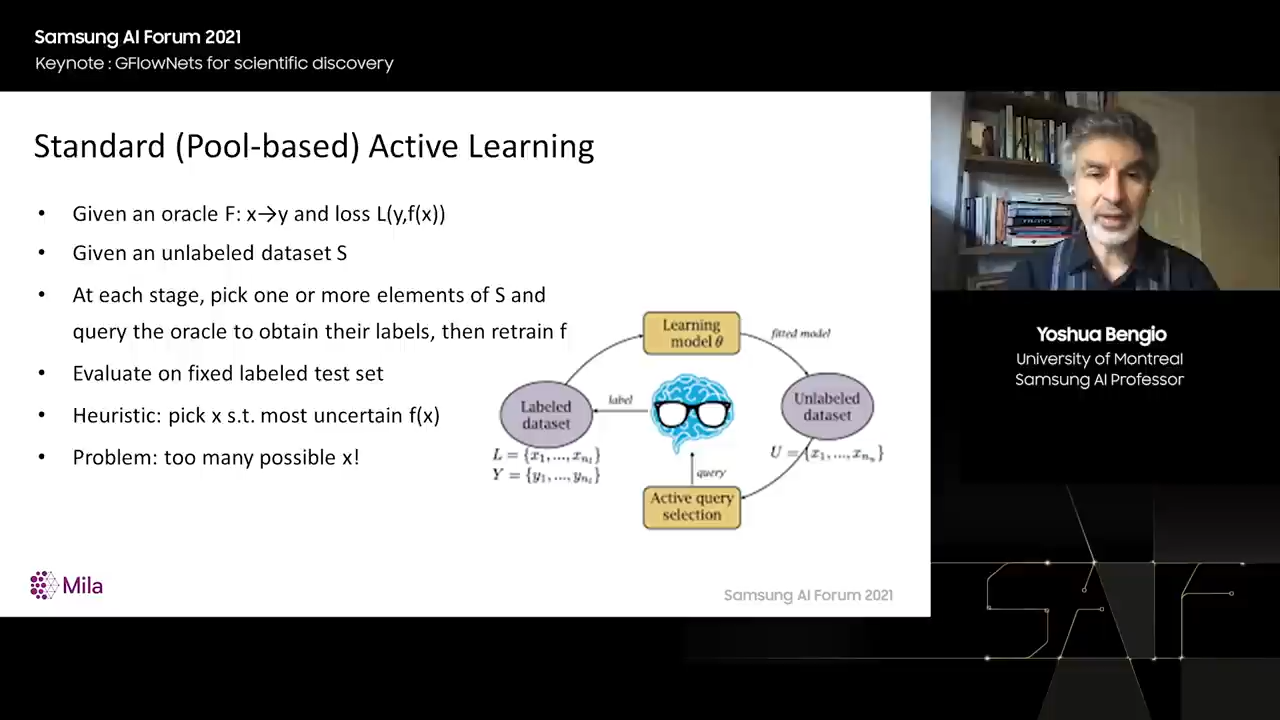 Samsung AI Forum 2021
Keynote : GFlowNets for scientific discovery
Standard (Pool-based) Active Learning
• Given an oracle F: x→y and loss L(y,f(x))
• Given an unlabeled dataset S
• At each stage, pick one or more elements of S and
query the oracle to obtain their labels, then retrain f
• Evaluate on fixed labeled test set
• Heuristic: pick x s.t. most uncertain f(x)
• Problem: too many possible x!
Learning
model θ
fitted model
Unlabeled
dataset
U = {x₁,...,xₙᵤ}
Labeled
dataset
label
L = {x₁,...,xₙₗ}
Y = {y₁,...,yₙₗ}
query
Active query
selection
Mila
Samsung AI Forum 2021
Yoshua Bengio
University of Montreal
Samsung AI Professor
SAF